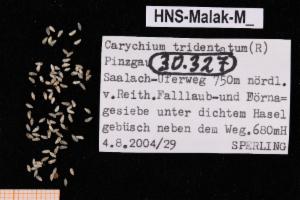 HNS-Malak-M_
Carychium tridentatum(R)
Pinzgau 30.327
Saalach-Uferweg 750m nördl.
v.Reith.Falllaub-und Förna-
gesiebe unter dichtem Hasel
gebüsch neben dem Weg.680mH
4.8.2004/29 SPERLING